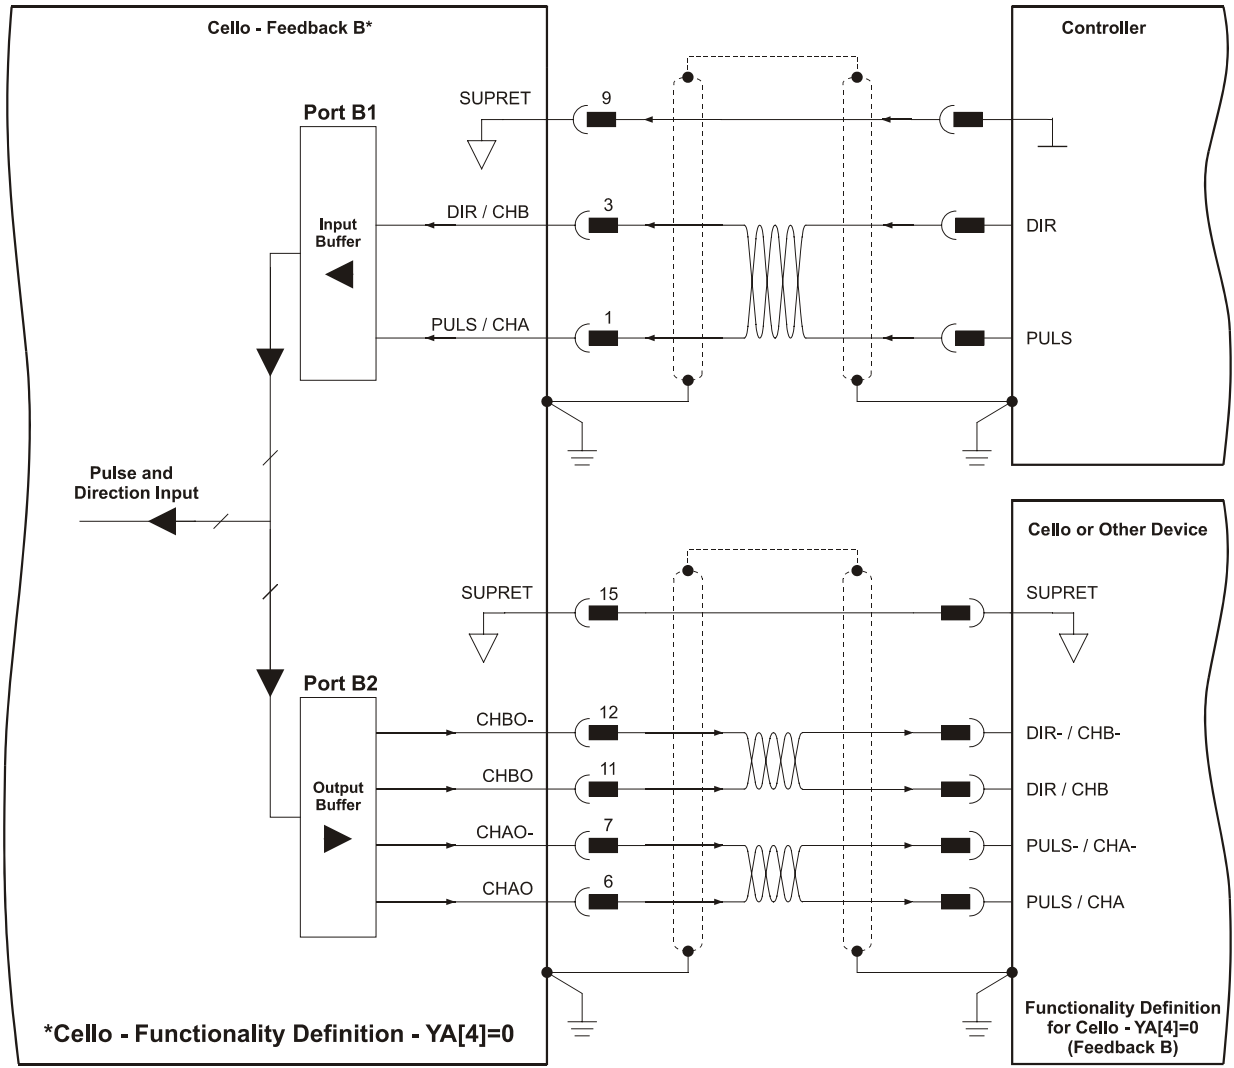 Cello - Feedback B*
Controller
SUPRET
9
Port B1
DIR / CHB
3
DIR
Input
Buffer
PULS / CHA
1
PULS
Pulse and
Direction Input
Cello or Other Device
SUPRET
15
SUPRET
Port B2
CHBO-
12
DIR- / CHB-
CHBO
11
DIR / CHB
Output
Buffer
CHAO-
7
PULS- / CHA-
CHAO
6
PULS / CHA
*Cello - Functionality Definition - YA[4]=0
Functionality Definition
for Cello - YA[4]=0
(Feedback B)